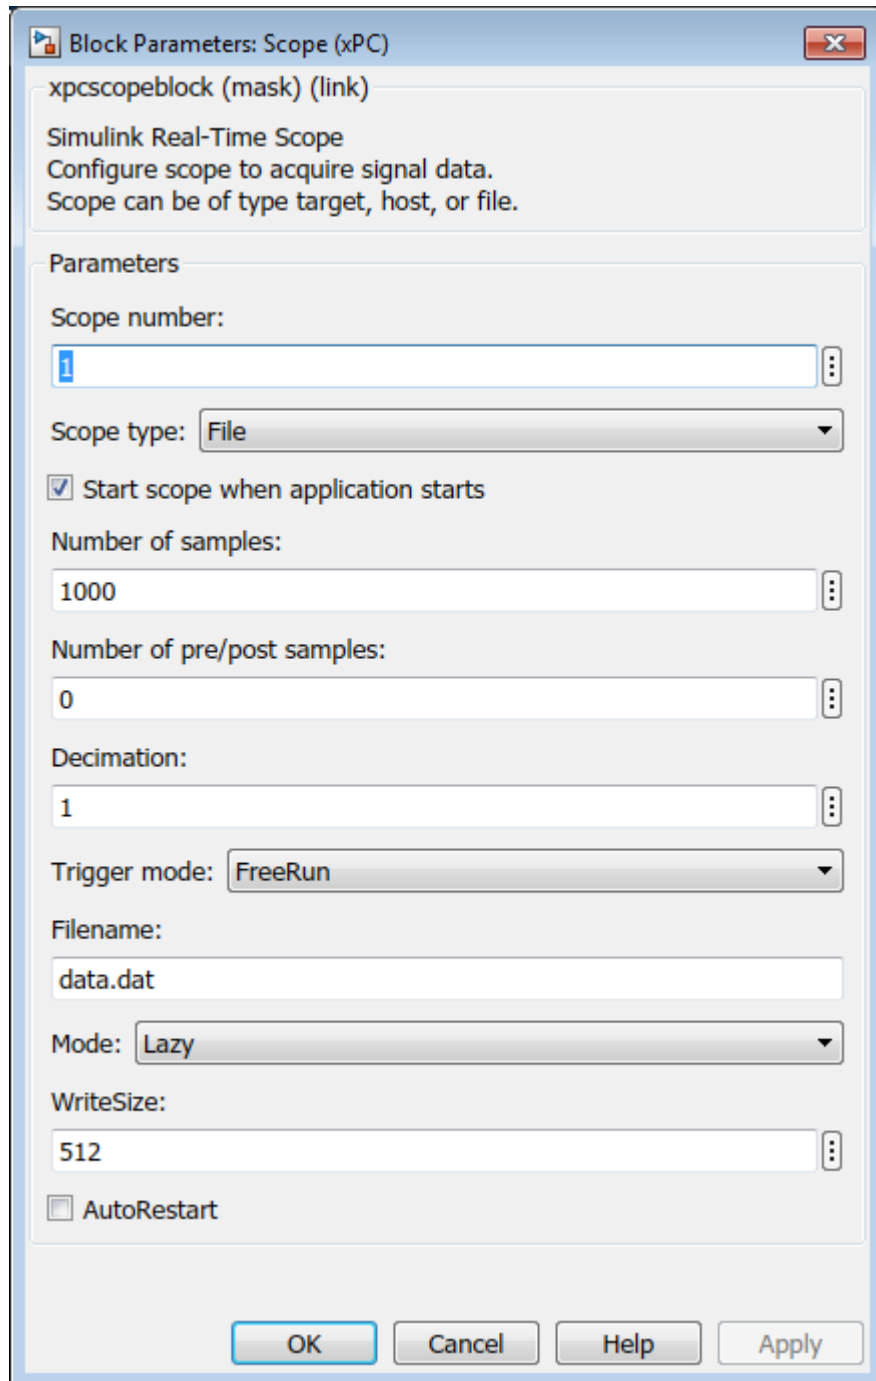 Block Parameters: Scope (xPC)
xpcscopeblock (mask) (link)
Simulink Real-Time Scope
Configure scope to acquire signal data.
Scope can be of type target, host, or file.
Parameters
Scope number:
1
Scope type: File
Start scope when application starts
Number of samples:
1000
Number of pre/post samples:
0
Decimation:
1
Trigger mode: FreeRun
Filename:
data.dat
Mode: Lazy
WriteSize:
512
AutoRestart
OK Cancel Help Apply